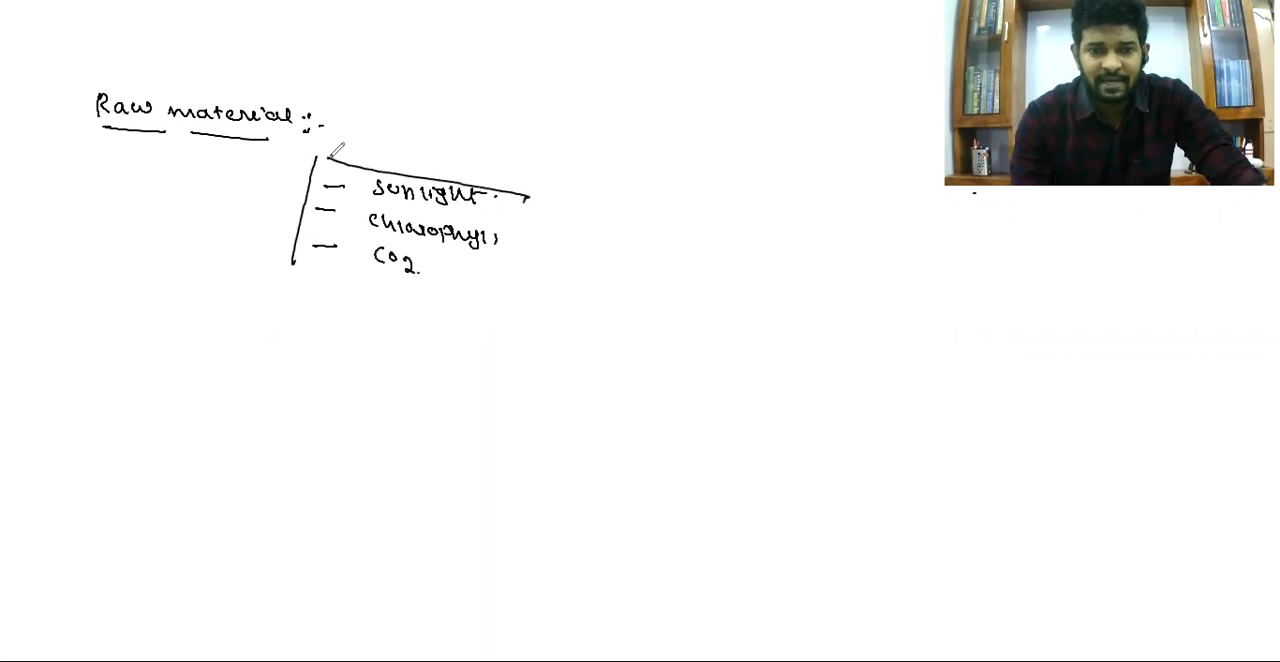 Raw material :-
- sunlight.
- chlorophyll,
- CO2.